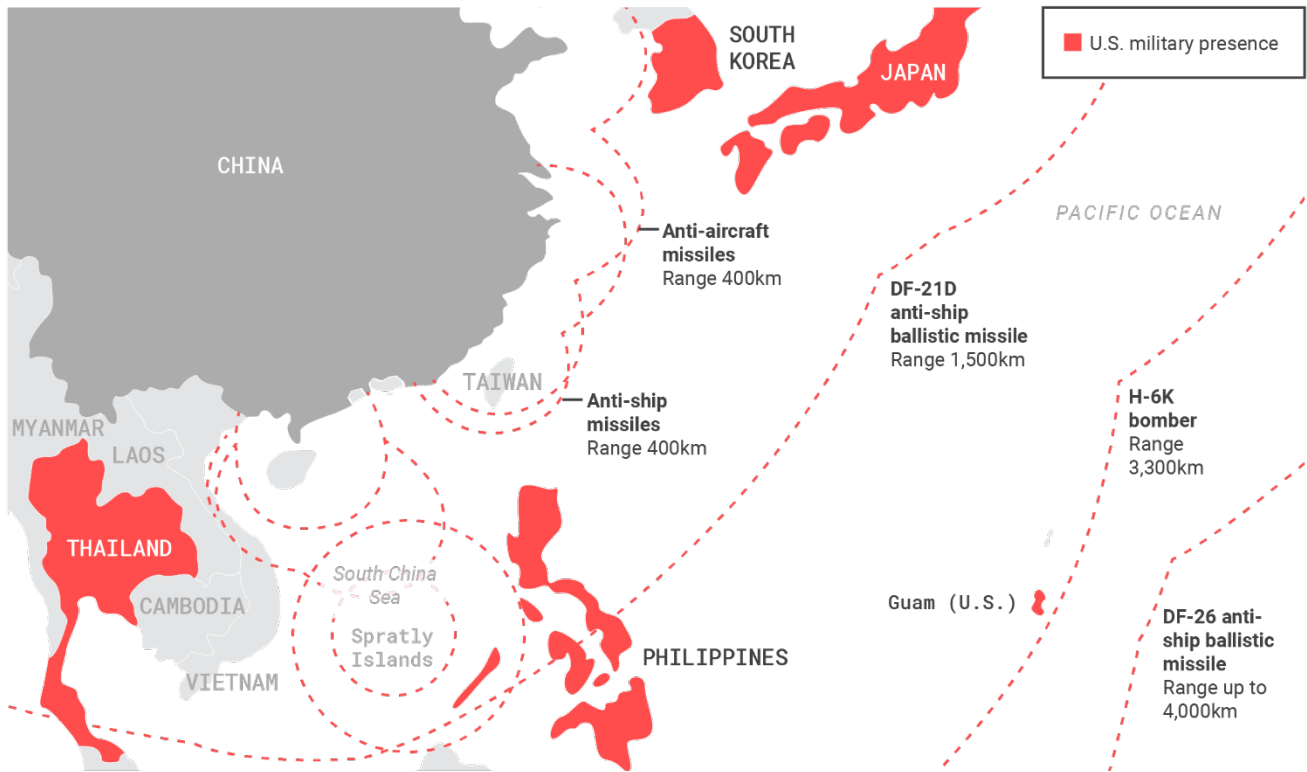 SOUTH
KOREA
JAPAN
U.S. military presence
CHINA
PACIFIC OCEAN
Anti-aircraft
missiles
Range 400km
DF-21D
anti-ship
ballistic missile
Range 1,500km
TAIWAN
Anti-ship
missiles
Range 400km
H-6K
bomber
Range
3,300km
MYANMAR
LAOS
THAILAND
South China
Sea
CAMBODIA
Guam (U.S.)
Spratly
Islands
DF-26 anti-
ship ballistic
missile
Range up to
4,000km
PHILIPPINES
VIETNAM